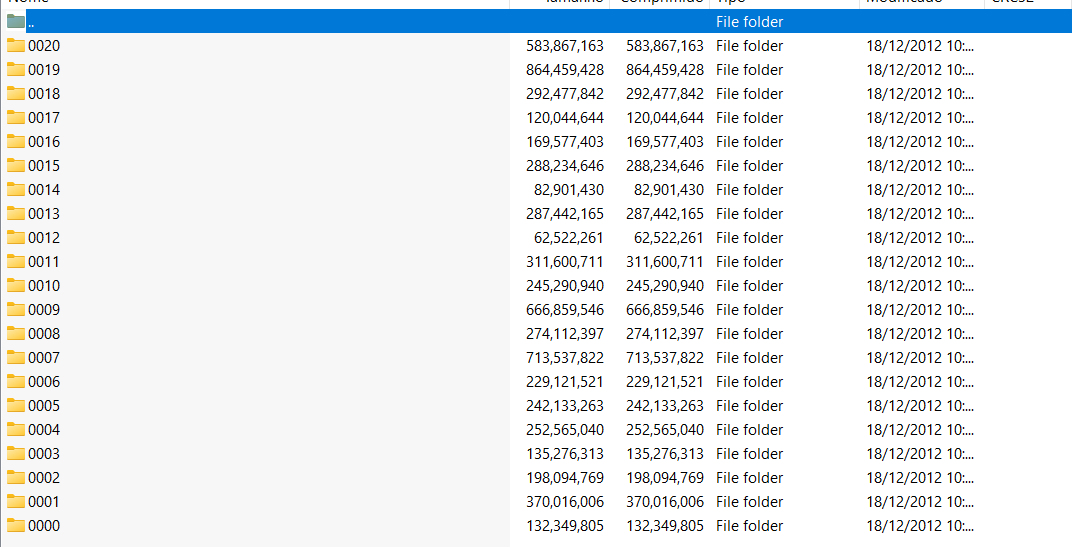 ..  File folder
0020 583,867,163 583,867,163 File folder 18/12/2012 10:...
0019 864,459,428 864,459,428 File folder 18/12/2012 10:...
0018 292,477,842 292,477,842 File folder 18/12/2012 10:...
0017 120,044,644 120,044,644 File folder 18/12/2012 10:...
0016 169,577,403 169,577,403 File folder 18/12/2012 10:...
0015 288,234,646 288,234,646 File folder 18/12/2012 10:...
0014 82,901,430 82,901,430 File folder 18/12/2012 10:...
0013 287,442,165 287,442,165 File folder 18/12/2012 10:...
0012 62,522,261 62,522,261 File folder 18/12/2012 10:...
0011 311,600,711 311,600,711 File folder 18/12/2012 10:...
0010 245,290,940 245,290,940 File folder 18/12/2012 10:...
0009 666,859,546 666,859,546 File folder 18/12/2012 10:...
0008 274,112,397 274,112,397 File folder 18/12/2012 10:...
0007 713,537,822 713,537,822 File folder 18/12/2012 10:...
0006 229,121,521 229,121,521 File folder 18/12/2012 10:...
0005 242,133,263 242,133,263 File folder 18/12/2012 10:...
0004 252,565,040 252,565,040 File folder 18/12/2012 10:...
0003 135,276,313 135,276,313 File folder 18/12/2012 10:...
0002 198,094,769 198,094,769 File folder 18/12/2012 10:...
0001 370,016,006 370,016,006 File folder 18/12/2012 10:...
0000 132,349,805 132,349,805 File folder 18/12/2012 10:...